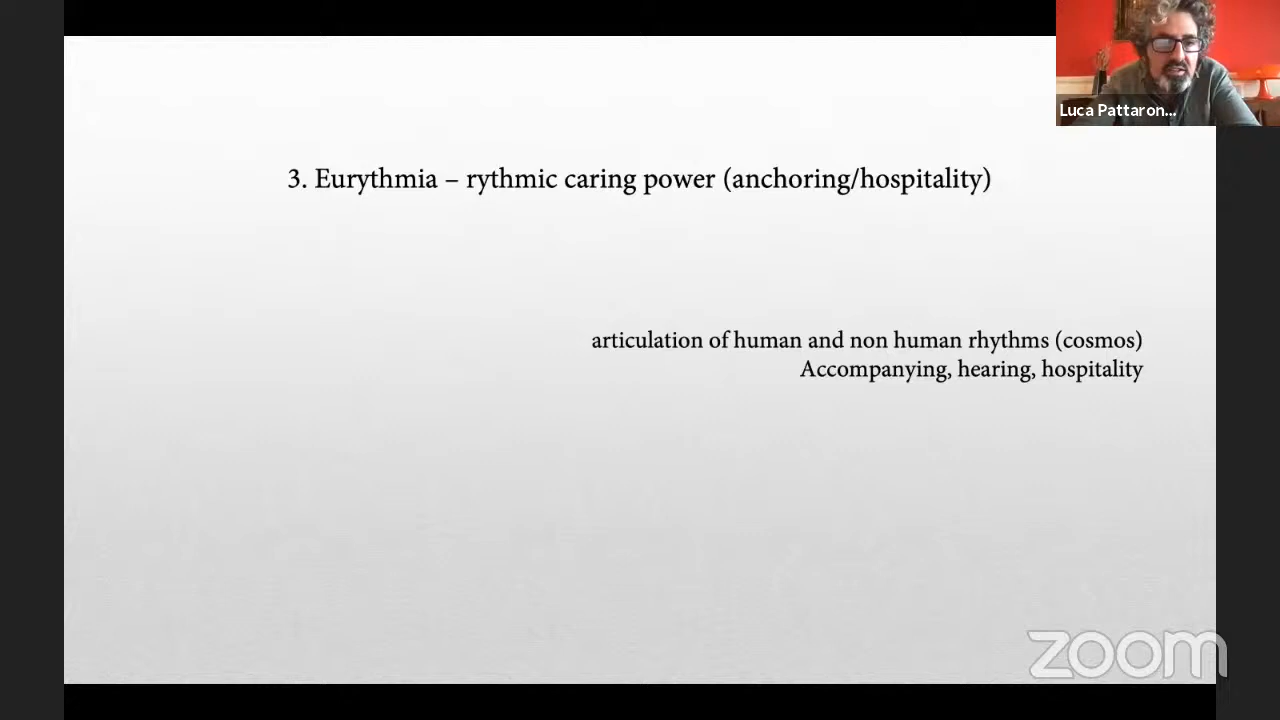 Luca Pattaron...
3. Eurythmia – rythmic caring power (anchoring/hospitality)
articulation of human and non human rhythms (cosmos)
Accompanying, hearing, hospitality
zoom